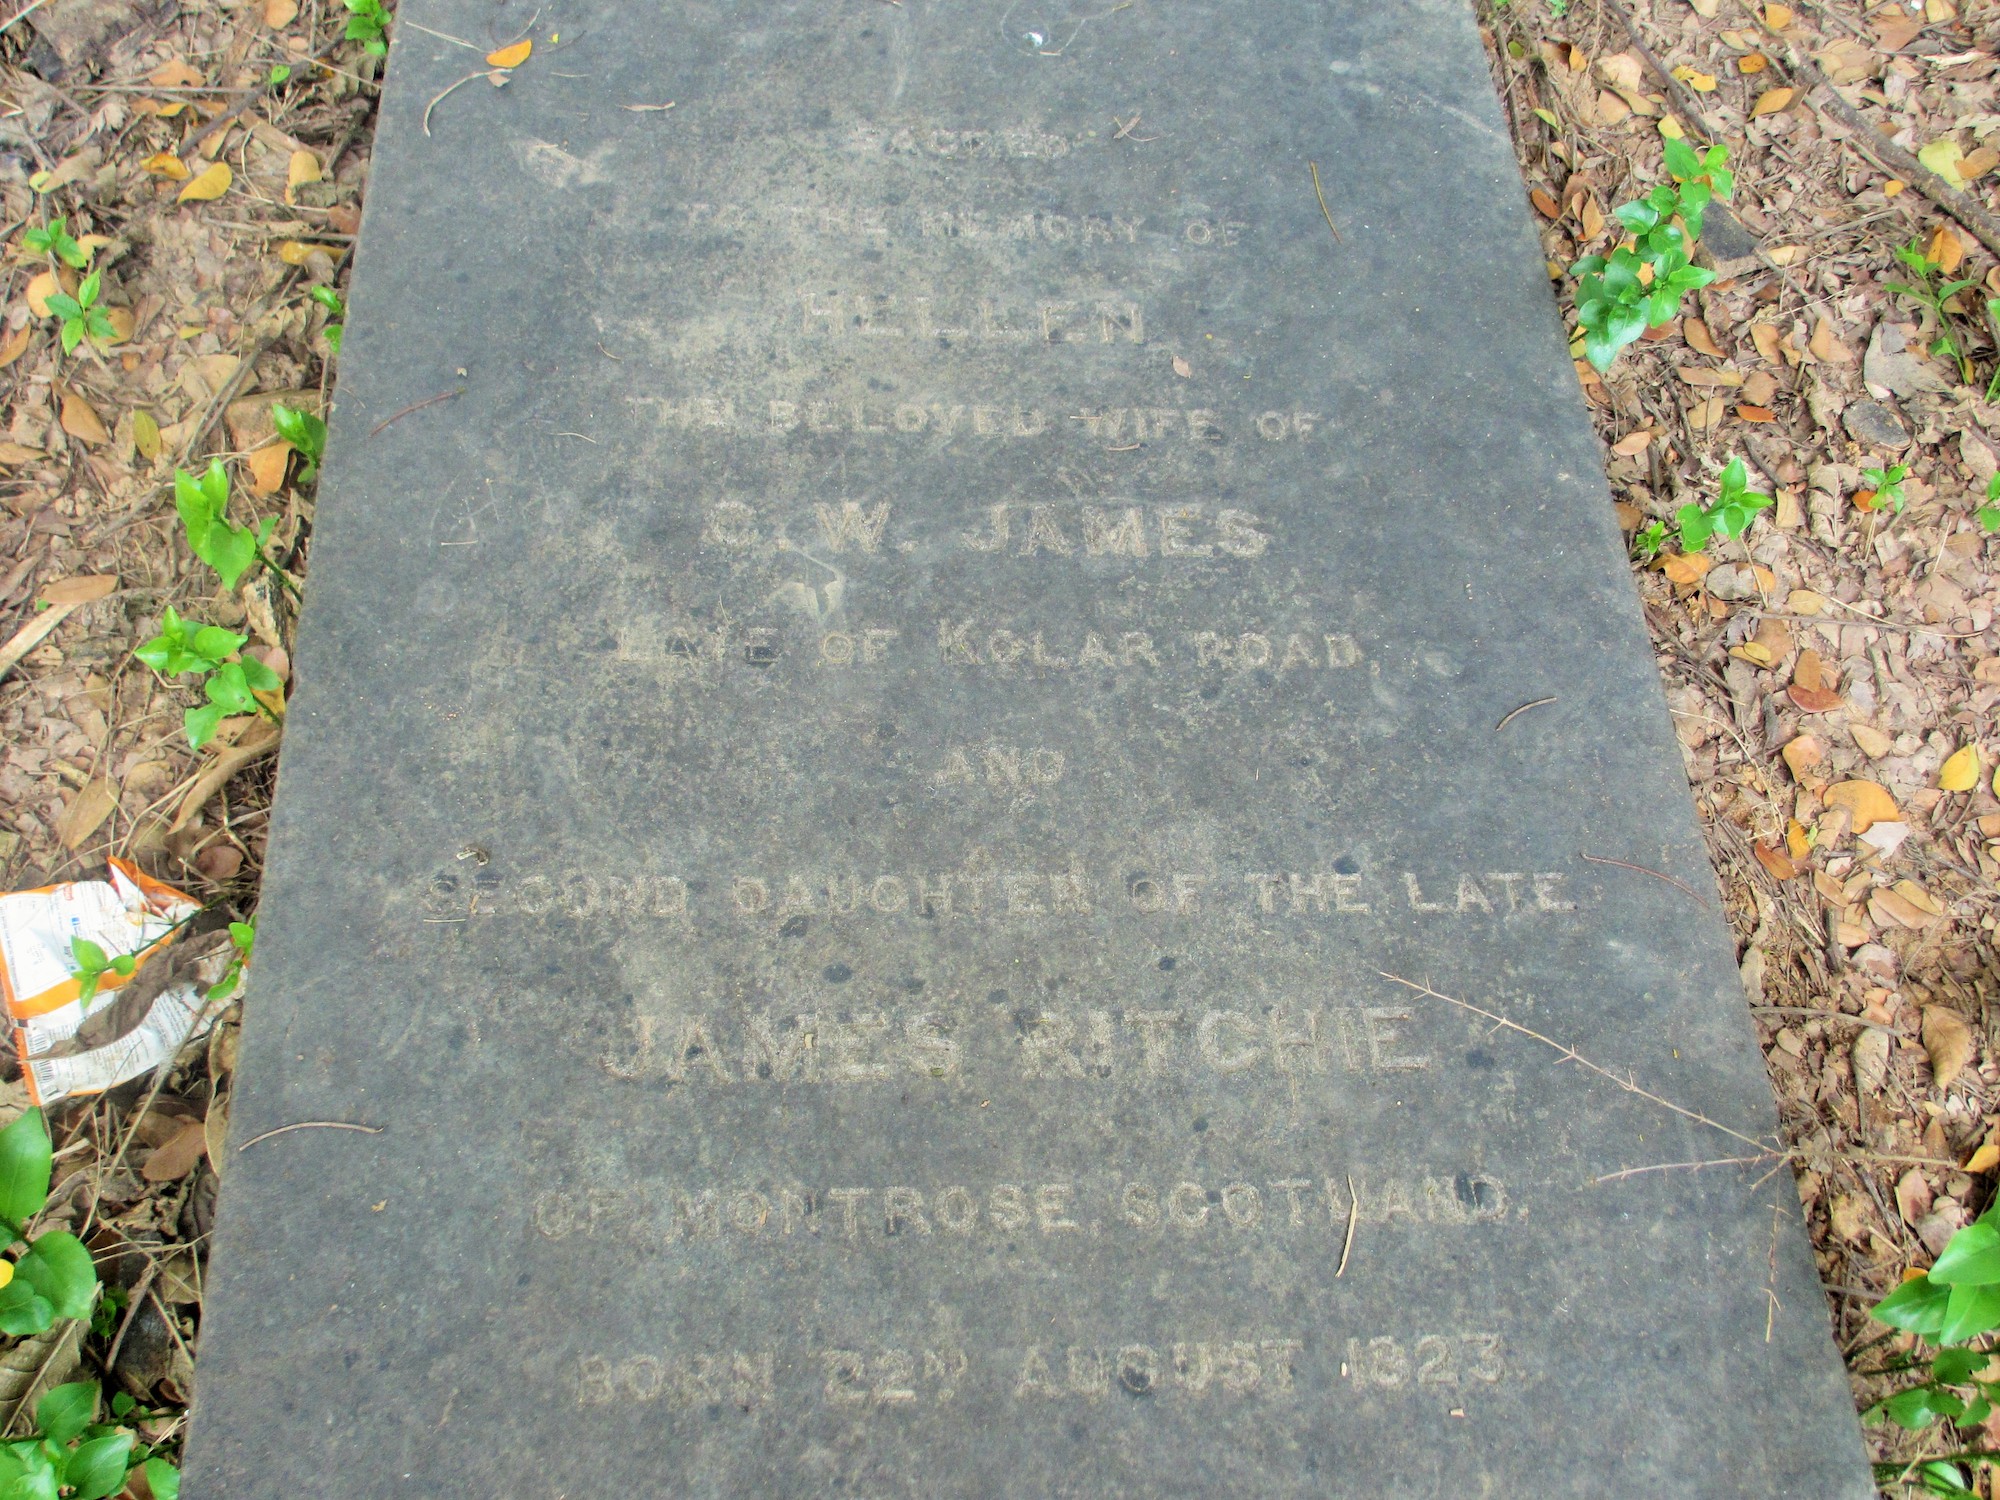 SACRED
TO THE MEMORY OF
HELLEN
THE BELOVED WIFE OF
C. W. JAMES
LATE OF KOLAR ROAD,
AND
SECOND DAUGHTER OF THE LATE
JAMES RITCHIE
OF MONTROSE SCOTLAND.
BORN 22ND AUGUST 1823.